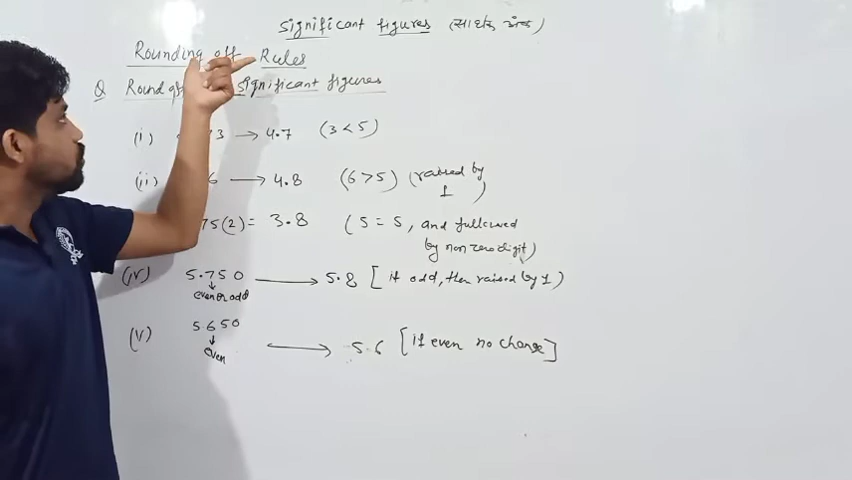 Significant figures (सार्थक अंक)
Rounding off Rules
Q Round off significant figures
(i) 3 → 4.7 (3 < 5)
(ii) 6 → 4.8 (6 > 5) (raised by 1)
75(2) = 3.8 (5 = 5, and followed by non zero digit)
(iv) 5.750 → 5.8 [if odd, then raised by 1)
↓
even or odd
(V) 5650 → 5.6 [if even no change]
↓
even